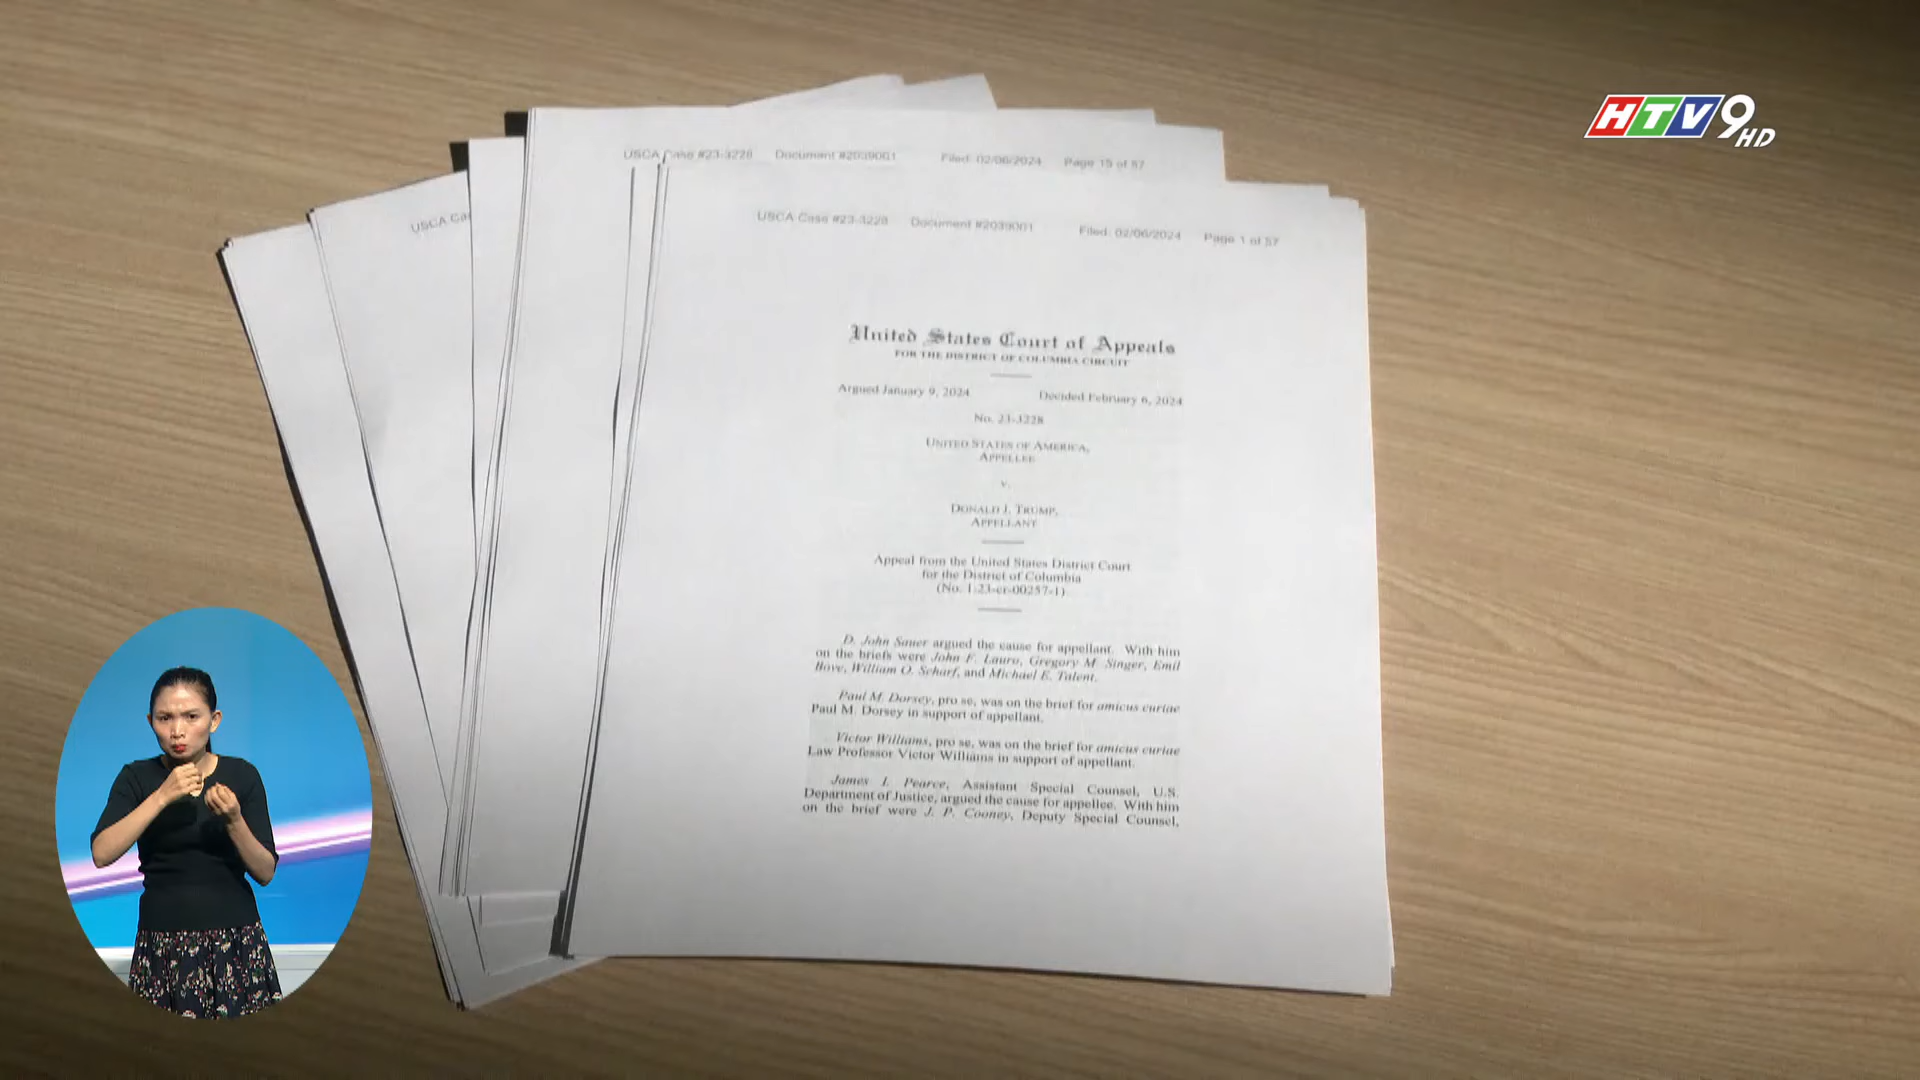 HTV9 HD
USCA Case #23-3228 Document #2039001 Filed: 02/06/2024 Page 15 of 57
USCA
USCA Case #23-3228 Document #2039001 Filed: 02/06/2024 Page 1 of 57
United States Court of Appeals
FOR THE DISTRICT OF COLUMBIA CIRCUIT
Argued January 9, 2024 Decided February 6, 2024
No. 23-3228
UNITED STATES OF AMERICA,
APPELLEE
v.
DONALD J. TRUMP,
APPELLANT
Appeal from the United States District Court
for the District of Columbia
(No. 1:23-cr-00257-1)
D. John Sauer argued the cause for appellant. With him
on the briefs were John F. Lauro, Gregory M. Singer, Emil
Bove, William O. Scharf, and Michael E. Talent.
Paul M. Dorsey, pro se, was on the brief for amicus curiae
Paul M. Dorsey in support of appellant.
Victor Williams, pro se, was on the brief for amicus curiae
Law Professor Victor Williams in support of appellant.
James I. Pearce, Assistant Special Counsel, U.S.
Department of Justice, argued the cause for appellee. With him
on the brief were J. P. Cooney, Deputy Special Counsel,